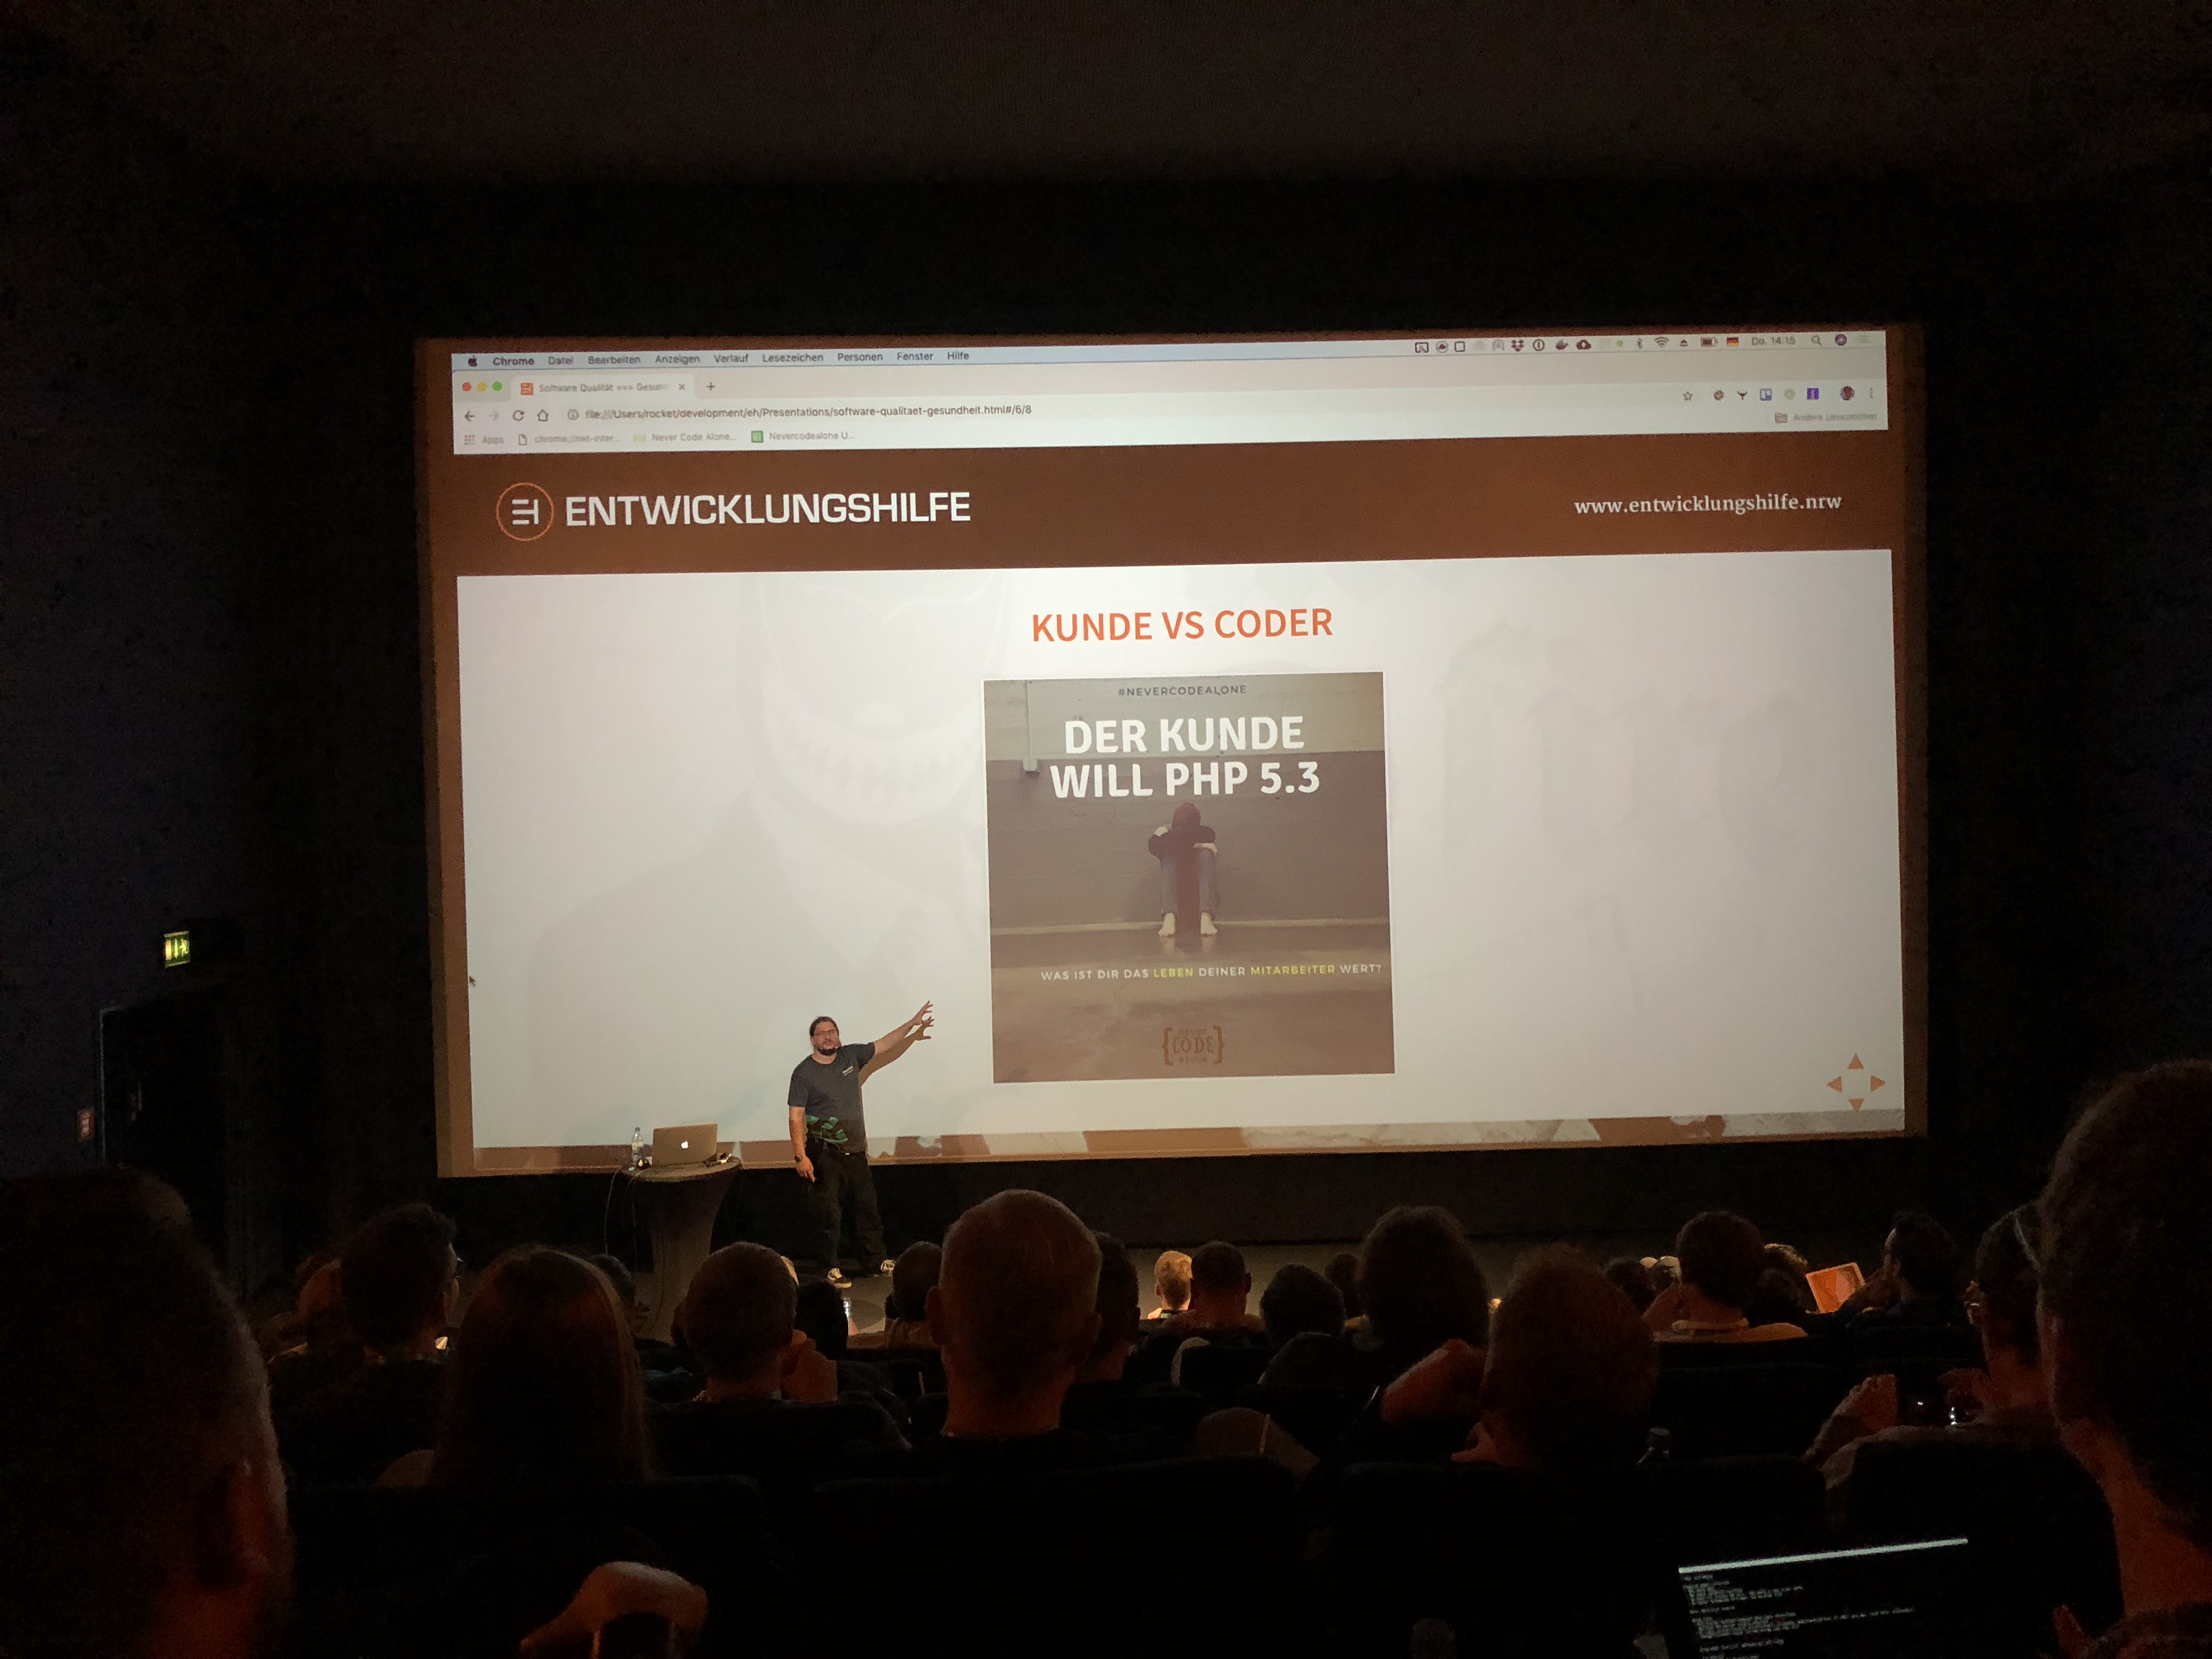 Chrome Datei Bearbeiten Anzeigen Verlauf Lesezeichen Personen Fenster Hilfe
Do. 14:18
Software Qualität === Gesun
file:///Users/rocket/development/eh/Presentations/software-qualitaet-gesundheit.html#/6/8
Andere Lesezeichen
Apps chrome://net-inter... Never Code Alone... Nevercodealone U...
ENTWICKLUNGSHILFE
www.entwicklungshilfe.nrw
KUNDE VS CODER
#NEVERCODEALONE
DER KUNDE
WILL PHP 5.3
WAS IST DIR DAS LEBEN DEINER MITARBEITER WERT?
{CODE}